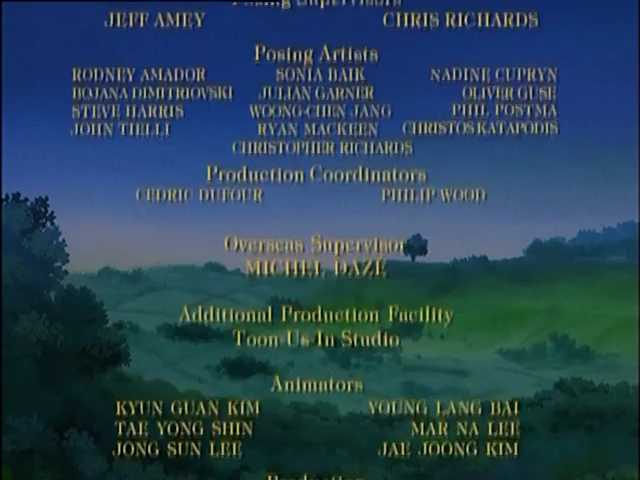 Posing Supervisors
JEFF AMEY CHRIS RICHARDS
Posing Artists
RODNEY AMADOR SONIA BAIK NADINE CUPRYN
BOJANA DIMITRIOVSKI JULIAN GARNER OLIVER GUSE
STEVE HARRIS WOONG-CHEN JANG PHIL POSTMA
JOHN TIELLI RYAN MACKEEN CHRISTOS KATAPODIS
CHRISTOPHER RICHARDS
Production Coordinators
CEDRIC DUFOUR PHILIP WOOD
Overseas Supervisor
MICHEL DAZÉ
Additional Production Facility
Toon-Us-In Studio
Animators
KYUN GUAN KIM YOUNG LANG BAI
TAE YONG SHIN MAR NA LEE
JONG SUN LEE JAE JOONG KIM
Production